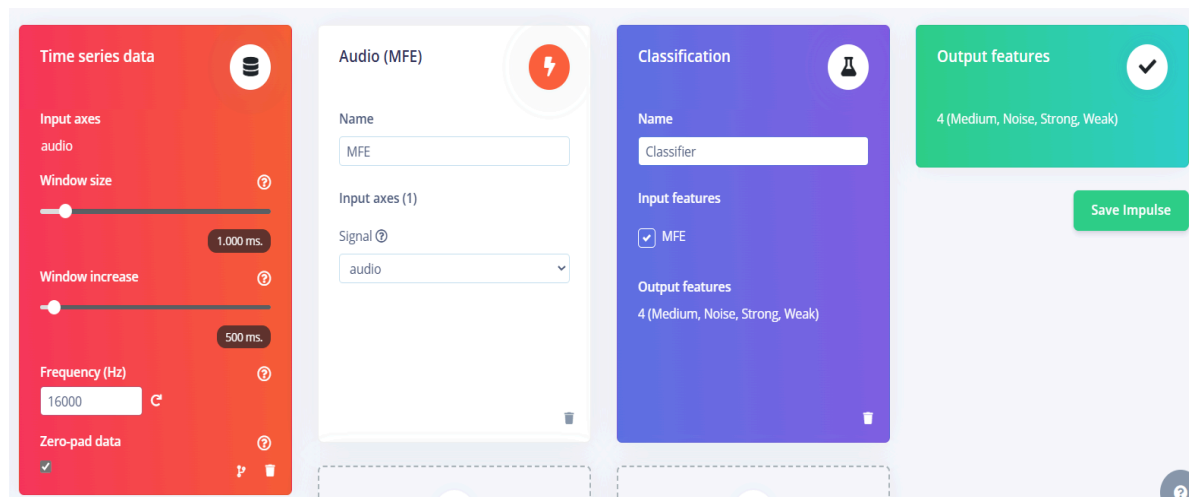 Time series data
Input axes
audio
Window size
1.000 ms.
Window increase
500 ms.
Frequency (Hz)
16000
Zero-pad data
Audio (MFE)
Name
MFE
Input axes (1)
Signal
audio
Classification
Name
Classifier
Input features
MFE
Output features
4 (Medium, Noise, Strong, Weak)
Output features
4 (Medium, Noise, Strong, Weak)
Save Impulse